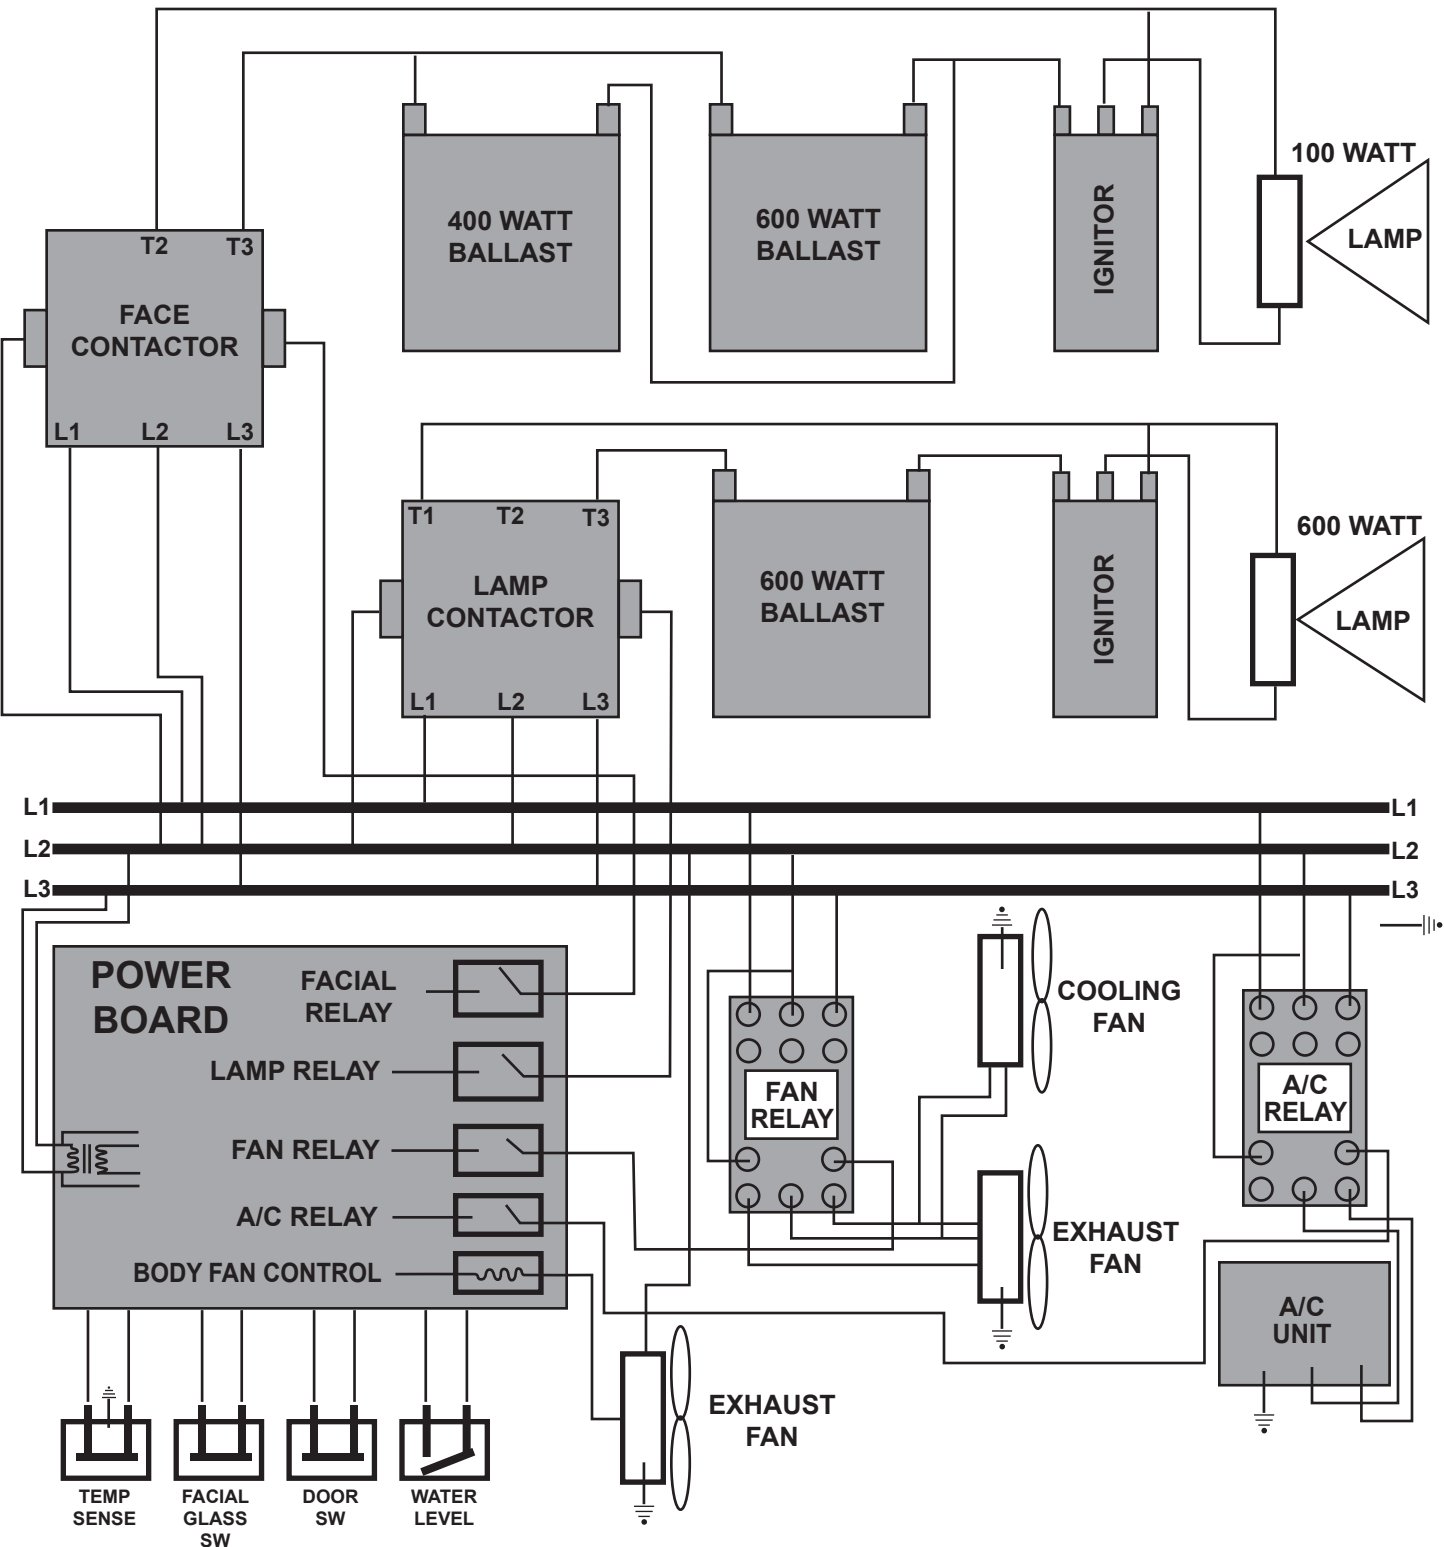 100 WATT
LAMP
400 WATT
BALLAST
600 WATT
BALLAST
IGNITOR
T2 T3
FACE
CONTACTOR
L1 L2 L3
T1 T2 T3
LAMP
CONTACTOR
L1 L2 L3
600 WATT
BALLAST
IGNITOR
600 WATT
LAMP
L1 L1
L2 L2
L3 L3
POWER
BOARD
FACIAL
RELAY
LAMP RELAY
FAN RELAY
A/C RELAY
BODY FAN CONTROL
FAN
RELAY
COOLING
FAN
EXHAUST
FAN
A/C
RELAY
A/C
UNIT
EXHAUST
FAN
TEMP
SENSE
FACIAL
GLASS
SW
DOOR
SW
WATER
LEVEL